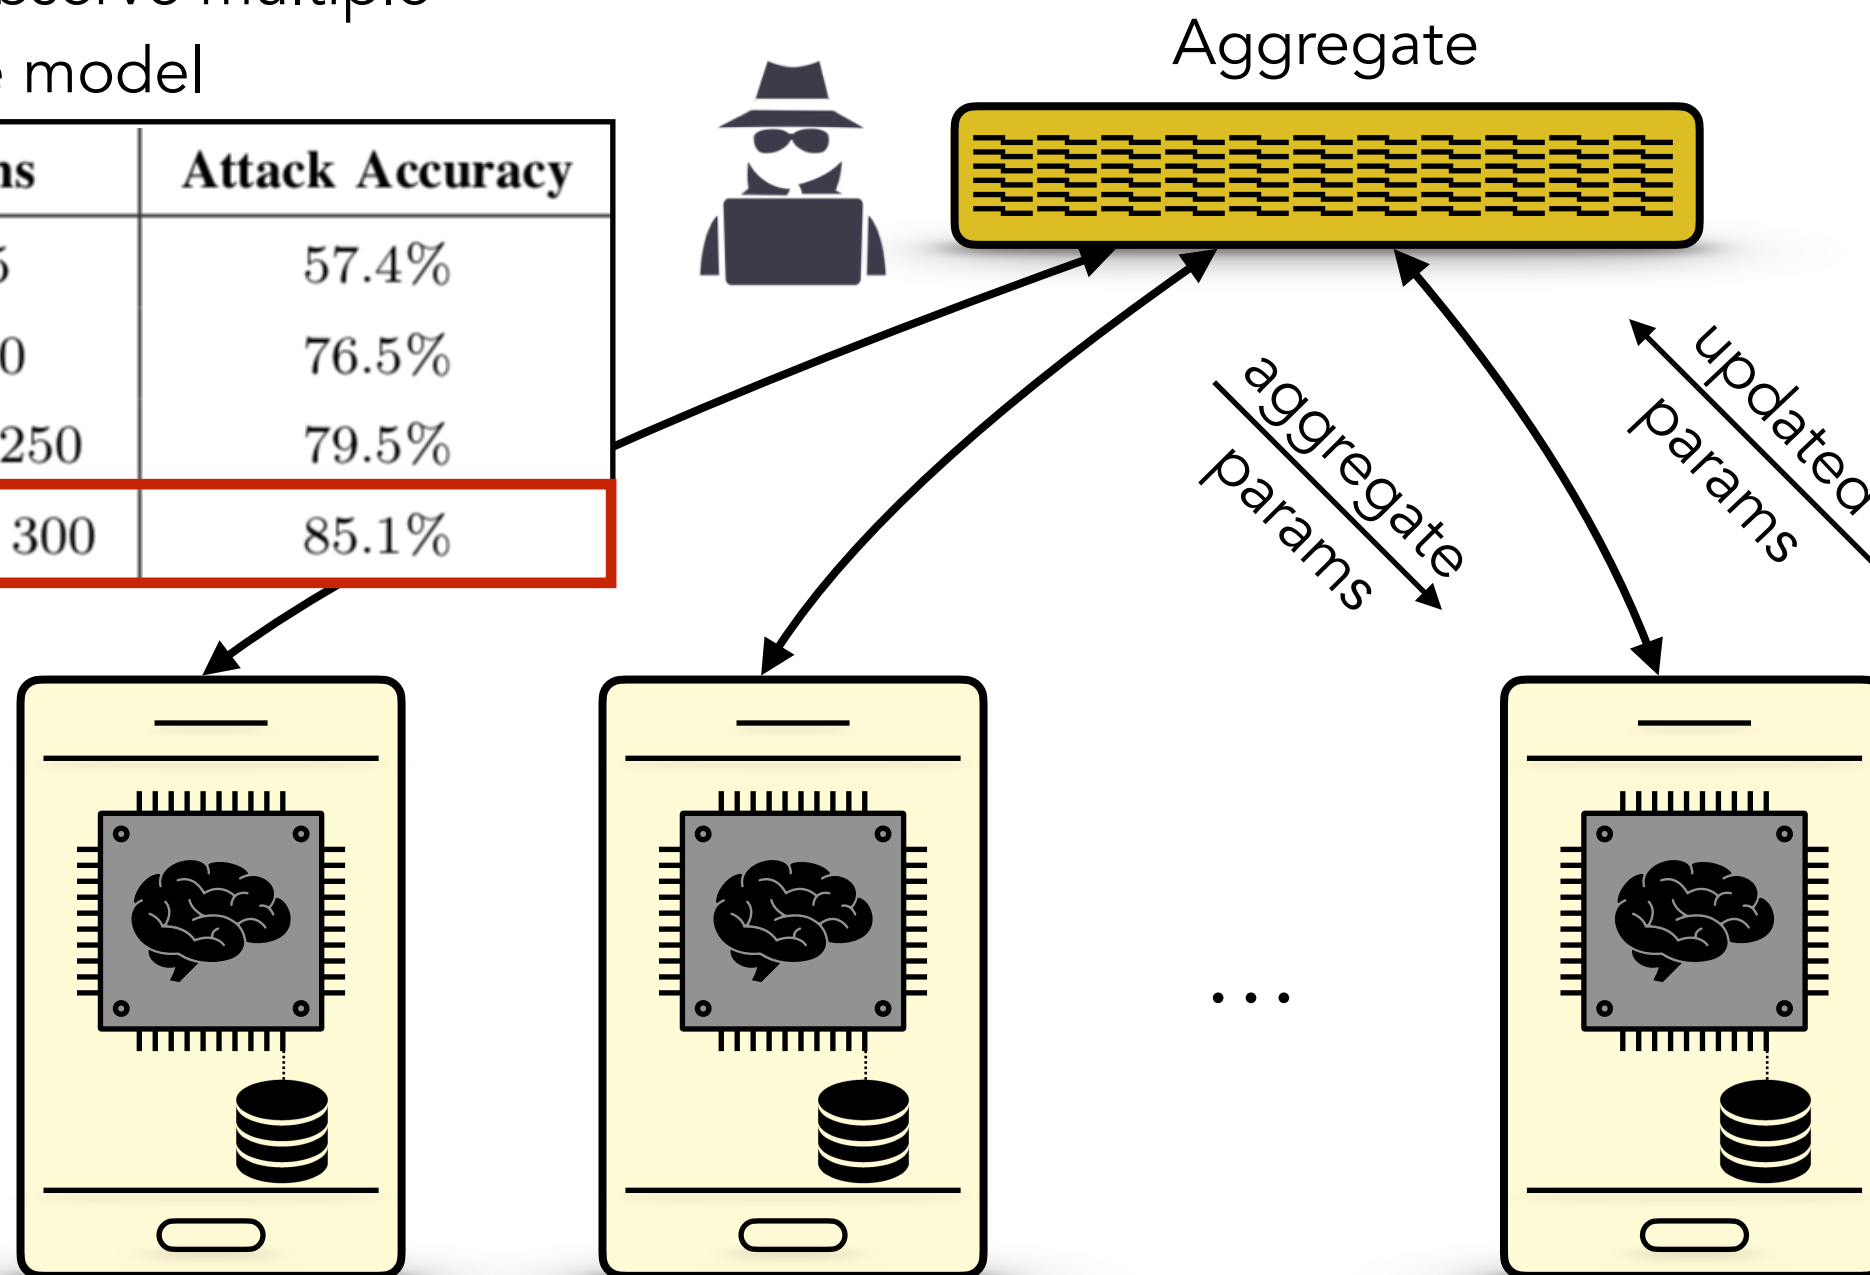 model
Attack Accuracy
57.4%
76.5%
250 79.5%
300 85.1%
Aggregate
aggregate
params
updated
params
...